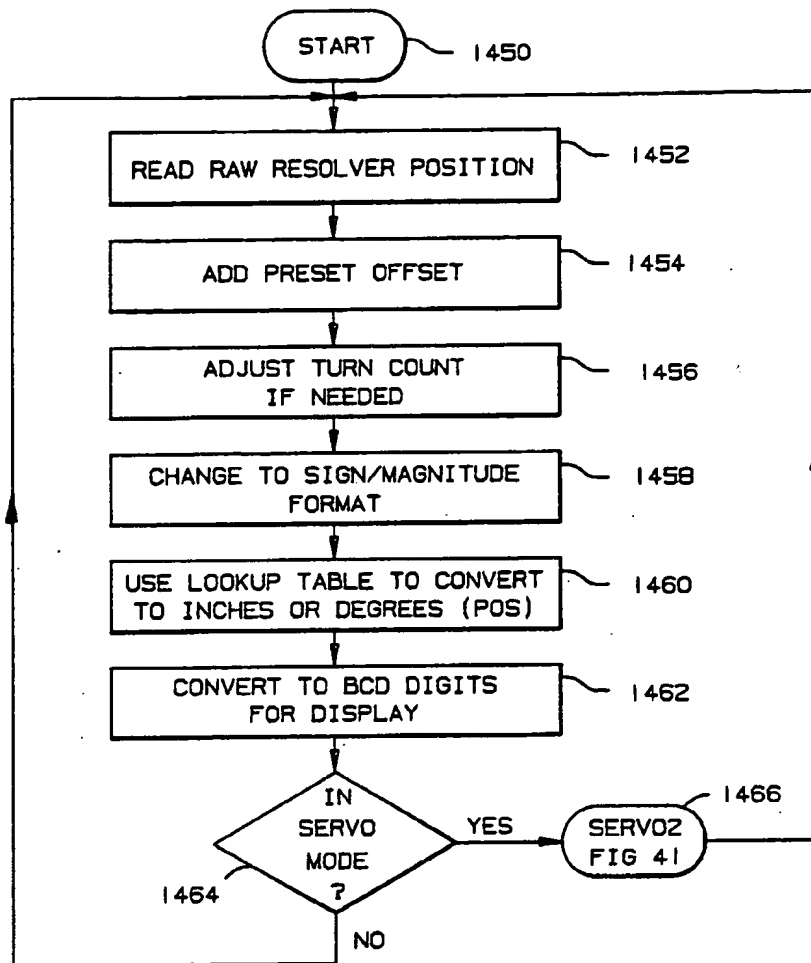 START
1450
READ RAW RESOLVER POSITION
1452
ADD PRESET OFFSET
1454
ADJUST TURN COUNT
IF NEEDED
1456
CHANGE TO SIGN/MAGNITUDE
FORMAT
1458
USE LOOKUP TABLE TO CONVERT
TO INCHES OR DEGREES (POS)
1460
CONVERT TO BCD DIGITS
FOR DISPLAY
1462
IN
SERVO
MODE
?
1464
YES
SERVO2
FIG 41
1466
NO